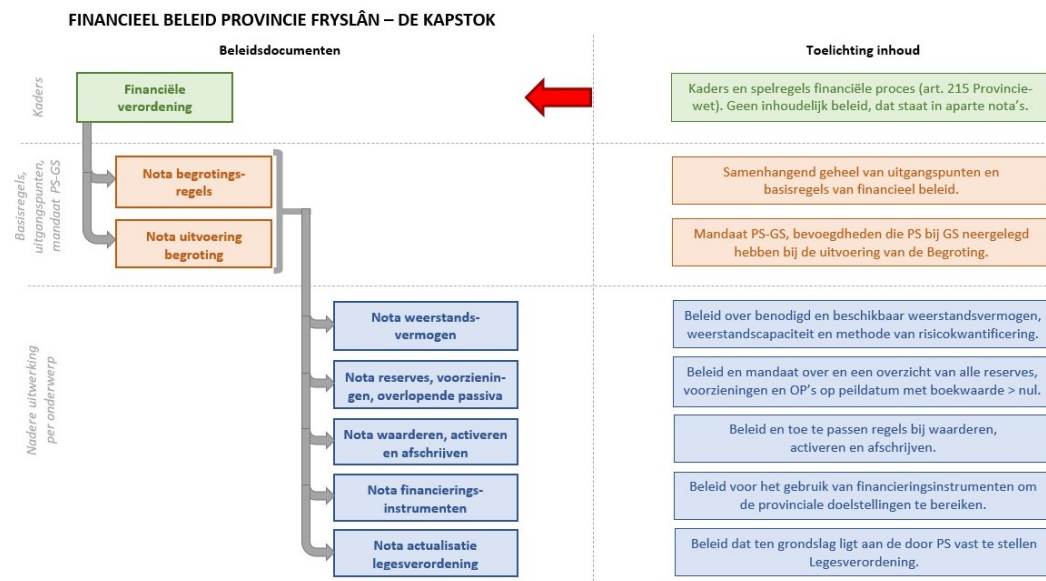 FINANCIEEL BELEID PROVINCIE FRYSLÂN – DE KAPSTOK
Beleidsdocumenten
Toelichting inhoud
Kaders
Financiële
verordening
Kaders en spelregels financiële proces (art. 215 Provincie-
wet). Geen inhoudelijk beleid, dat staat in aparte nota's.
Basisregels,
uitgangspunten,
mandaat PS-GS
Nota begrotings-
regels
Samenhangend geheel van uitgangspunten en
basisregels van financieel beleid.
Nota uitvoering
begroting
Mandaat PS-GS, bevoegdheden die PS bij GS neergelegd
hebben bij de uitvoering van de Begroting.
Nadere uitwerking
per onderwerp
Nota weerstands-
vermogen
Beleid over benodigd en beschikbaar weerstandsvermogen,
weerstandscapaciteit en methode van risicokwantificering.
Nota reserves, voorzienin-
gen, overlopende passiva
Beleid en mandaat over en een overzicht van alle reserves,
voorzieningen en OP's op peildatum met boekwaarde > nul.
Nota waarderen, activeren
en afschrijven
Beleid en toe te passen regels bij waarderen,
activeren en afschrijven.
Nota financierings-
instrumenten
Beleid voor het gebruik van financieringsinstrumenten om
de provinciale doelstellingen te bereiken.
Nota actualisatie
legesverordening
Beleid dat ten grondslag ligt aan de door PS vast te stellen
Legesverordening.